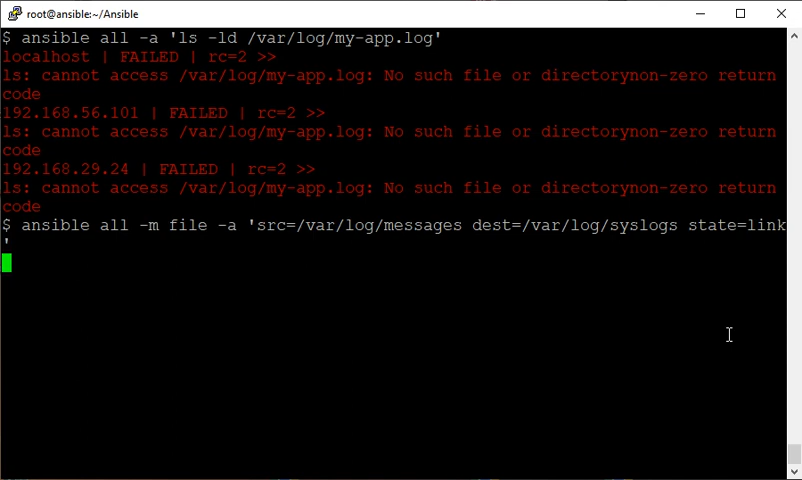 root@ansible:~/Ansible
$ ansible all -a 'ls -ld /var/log/my-app.log'
localhost | FAILED | rc=2 >>
ls: cannot access /var/log/my-app.log: No such file or directorynon-zero return
code
192.168.56.101 | FAILED | rc=2 >>
ls: cannot access /var/log/my-app.log: No such file or directorynon-zero return
code
192.168.29.24 | FAILED | rc=2 >>
ls: cannot access /var/log/my-app.log: No such file or directorynon-zero return
code
$ ansible all -m file -a 'src=/var/log/messages dest=/var/log/syslogs state=link
'